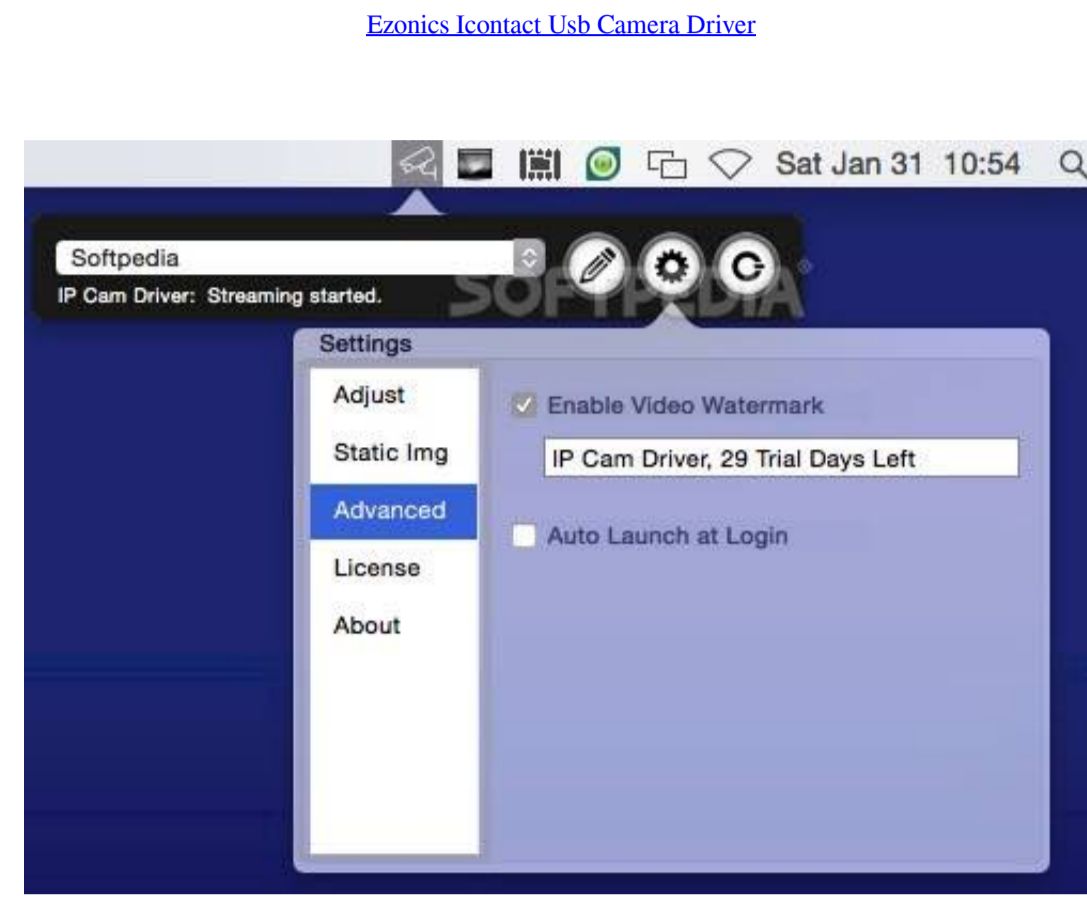 Ezonics Icontact Usb Camera Driver
Sat Jan 31 10:54
Softpedia
IP Cam Driver: Streaming started.
SOFTPEDIA
Settings
Adjust
Enable Video Watermark
Static Img
IP Cam Driver, 29 Trial Days Left
Advanced
Auto Launch at Login
License
About